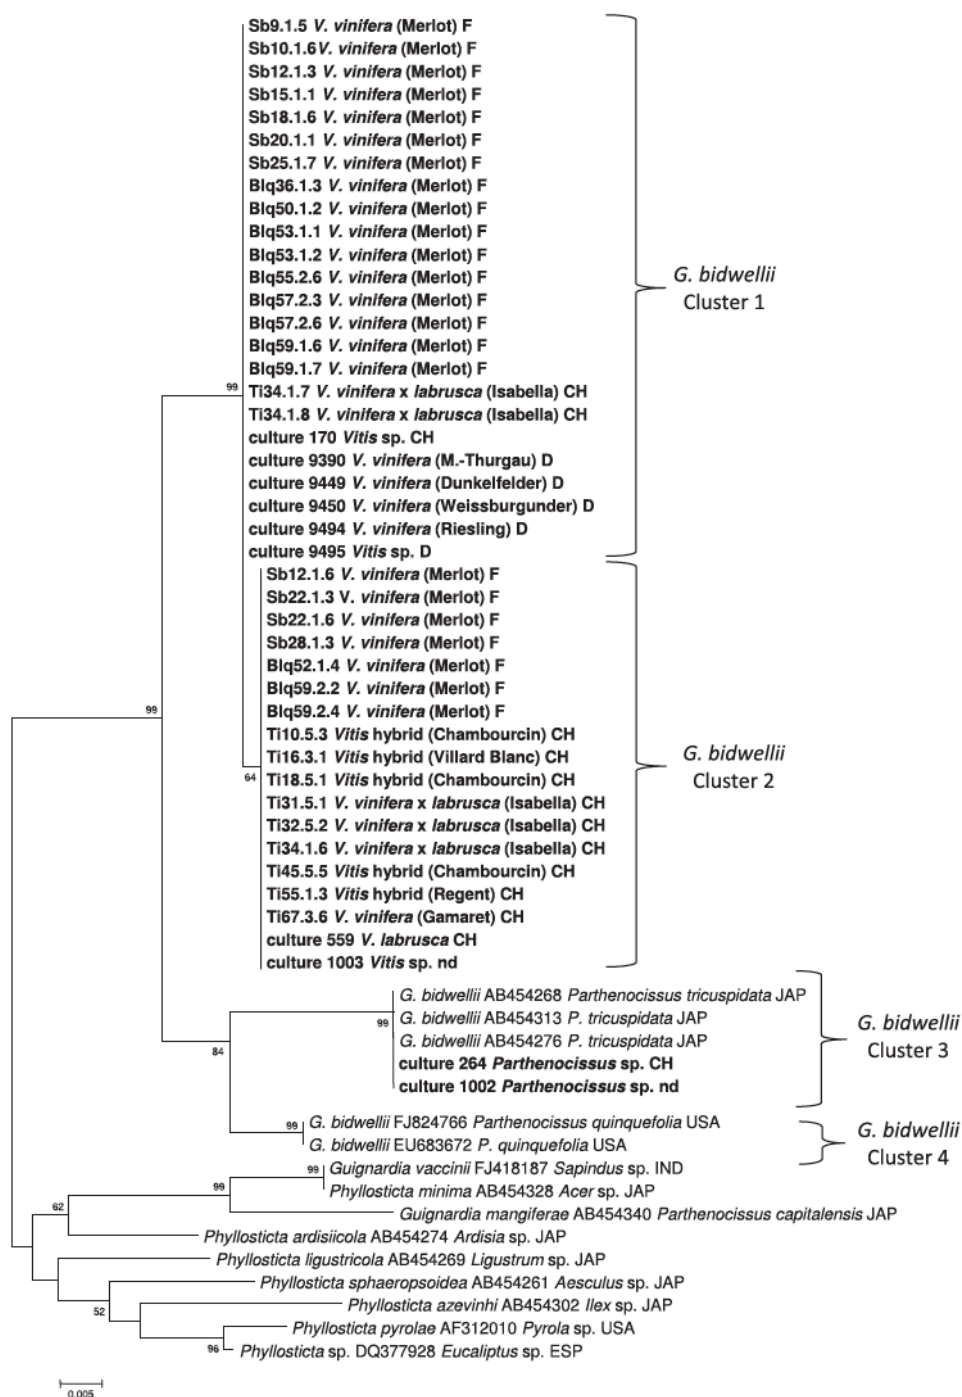 Sb9.1.5 V. vinifera (Merlot) F
Sb10.1.6V. vinifera (Merlot) F
Sb12.1.3 V. vinifera (Merlot) F
Sb15.1.1 V. vinifera (Merlot) F
Sb18.1.6 V. vinifera (Merlot) F
Sb20.1.1 V. vinifera (Merlot) F
Sb25.1.7 V. vinifera (Merlot) F
Blq36.1.3 V. vinifera (Merlot) F
Blq50.1.2 V. vinifera (Merlot) F
Blq53.1.1 V. vinifera (Merlot) F
Blq53.1.2 V. vinifera (Merlot) F
Blq55.2.6 V. vinifera (Merlot) F
Blq57.2.3 V. vinifera (Merlot) F
Blq57.2.6 V. vinifera (Merlot) F
Blq59.1.6 V. vinifera (Merlot) F
Blq59.1.7 V. vinifera (Merlot) F
Ti34.1.7 V. vinifera x labrusca (Isabella) CH
Ti34.1.8 V. vinifera x labrusca (Isabella) CH
culture 170 Vitis sp. CH
culture 9390 V. vinifera (M.-Thurgau) D
culture 9449 V. vinifera (Dunkelfelder) D
culture 9450 V. vinifera (Weissburgunder) D
culture 9494 V. vinifera (Riesling) D
culture 9495 Vitis sp. D
G. bidwellii
Cluster 1
99
Sb12.1.6 V. vinifera (Merlot) F
Sb22.1.3 V. vinifera (Merlot) F
Sb22.1.6 V. vinifera (Merlot) F
Sb28.1.3 V. vinifera (Merlot) F
Blq52.1.4 V. vinifera (Merlot) F
Blq59.2.2 V. vinifera (Merlot) F
Blq59.2.4 V. vinifera (Merlot) F
Ti10.5.3 Vitis hybrid (Chambourcin) CH
Ti16.3.1 Vitis hybrid (Villard Blanc) CH
Ti18.5.1 Vitis hybrid (Chambourcin) CH
Ti31.5.1 V. vinifera x labrusca (Isabella) CH
Ti32.5.2 V. vinifera x labrusca (Isabella) CH
Ti34.1.6 V. vinifera x labrusca (Isabella) CH
Ti45.5.5 Vitis hybrid (Chambourcin) CH
Ti55.1.3 Vitis hybrid (Regent) CH
Ti67.3.6 V. vinifera (Gamaret) CH
culture 559 V. labrusca CH
culture 1003 Vitis sp. nd
G. bidwellii
Cluster 2
99
64
G. bidwellii AB454268 Parthenocissus tricuspidata JAP
G. bidwellii AB454313 P. tricuspidata JAP
G. bidwellii AB454276 P. tricuspidata JAP
culture 264 Parthenocissus sp. CH
culture 1002 Parthenocissus sp. nd
G. bidwellii
Cluster 3
99
84
G. bidwellii FJ824766 Parthenocissus quinquefolia USA
G. bidwellii EU683672 P. quinquefolia USA
G. bidwellii
Cluster 4
99
Guignardia vaccinii FJ418187 Sapindus sp. IND
Phyllosticta minima AB454328 Acer sp. JAP
Guignardia mangiferae AB454340 Parthenocissus capitalensis JAP
99
99
62
Phyllosticta ardisiicola AB454274 Ardisia sp. JAP
Phyllosticta ligustricola AB454269 Ligustrum sp. JAP
Phyllosticta sphaeropsoidea AB454261 Aesculus sp. JAP
Phyllosticta azevinhi AB454302 Ilex sp. JAP
52
Phyllosticta pyrolae AF312010 Pyrola sp. USA
Phyllosticta sp. DQ377928 Eucaliptus sp. ESP
96
0.005